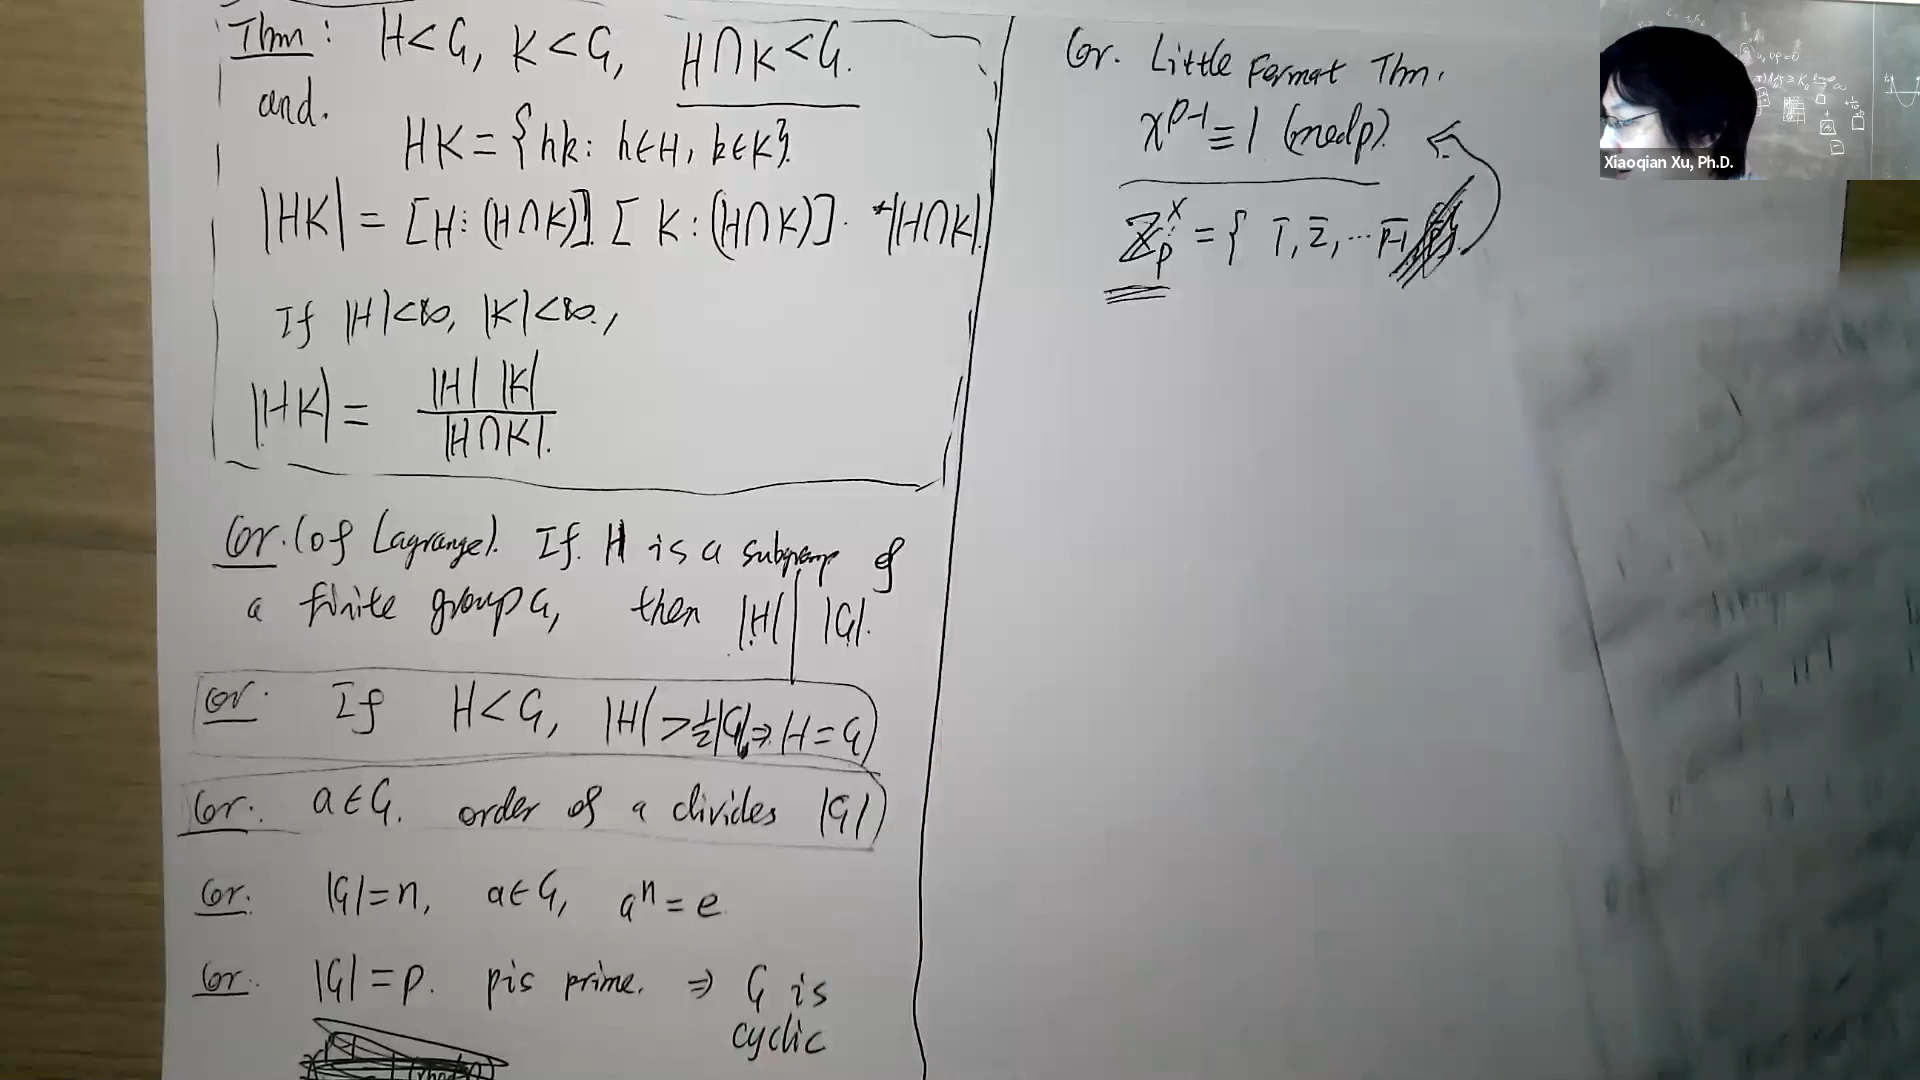 Thm: H<G, K<G, H∩K<G.
and.
HK = {hk: h∈H, k∈K}.
|HK| = [H:(H∩K)] [K:(H∩K)] · |H∩K|.
If |H|<∞, |K|<∞,
|HK| = |H| |K| / |H∩K|.
Cor. (of Lagrange). If H is a subgroup of
a finite group G, then |H| | |G|.
Cor. If H<G, |H|>½|G| ⇒ H=G
Cor. a∈G. order of a divides |G|
Cor. |G|=n, a∈G, aⁿ=e
Cor. |G|=p. p is prime. ⇒ G is
cyclic
Cor. Little Format Thm.
x^{p-1} ≡ 1 (mod p).
ℤ_p^× = { 1̄, 2̄, ... p-1
Xiaoqian Xu, Ph.D.